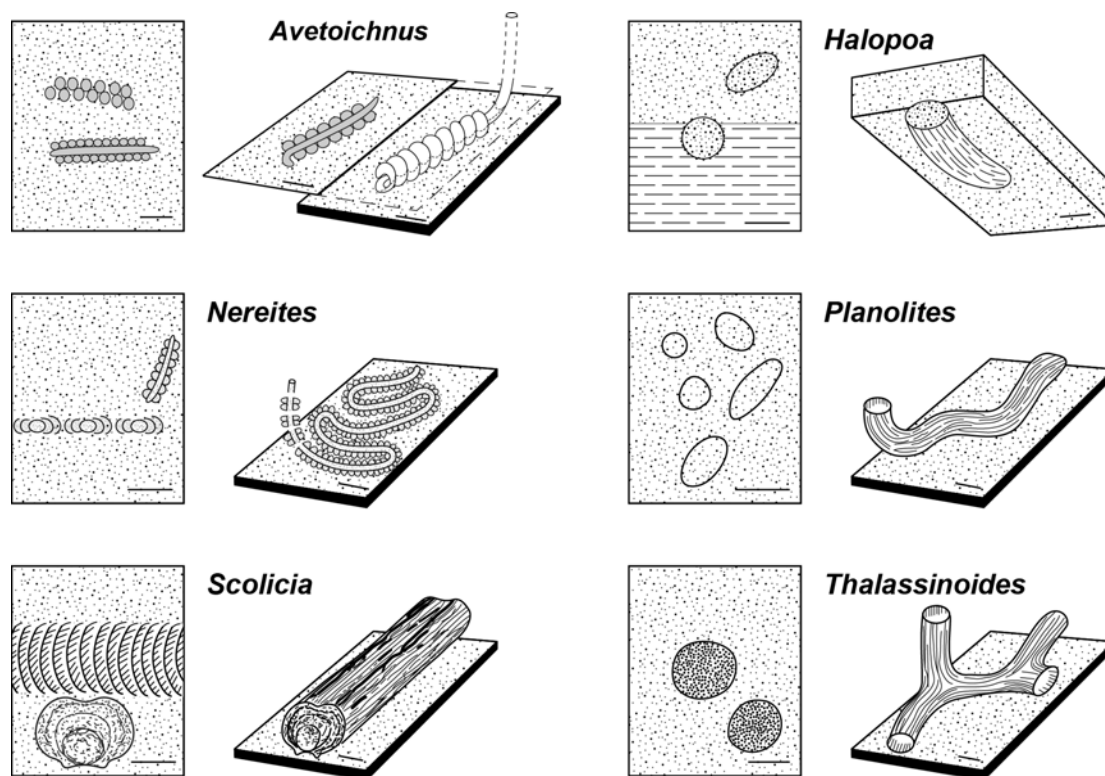 Avetoichnus
Halopoa
Nereites
Planolites
Scolicia
Thalassinoides